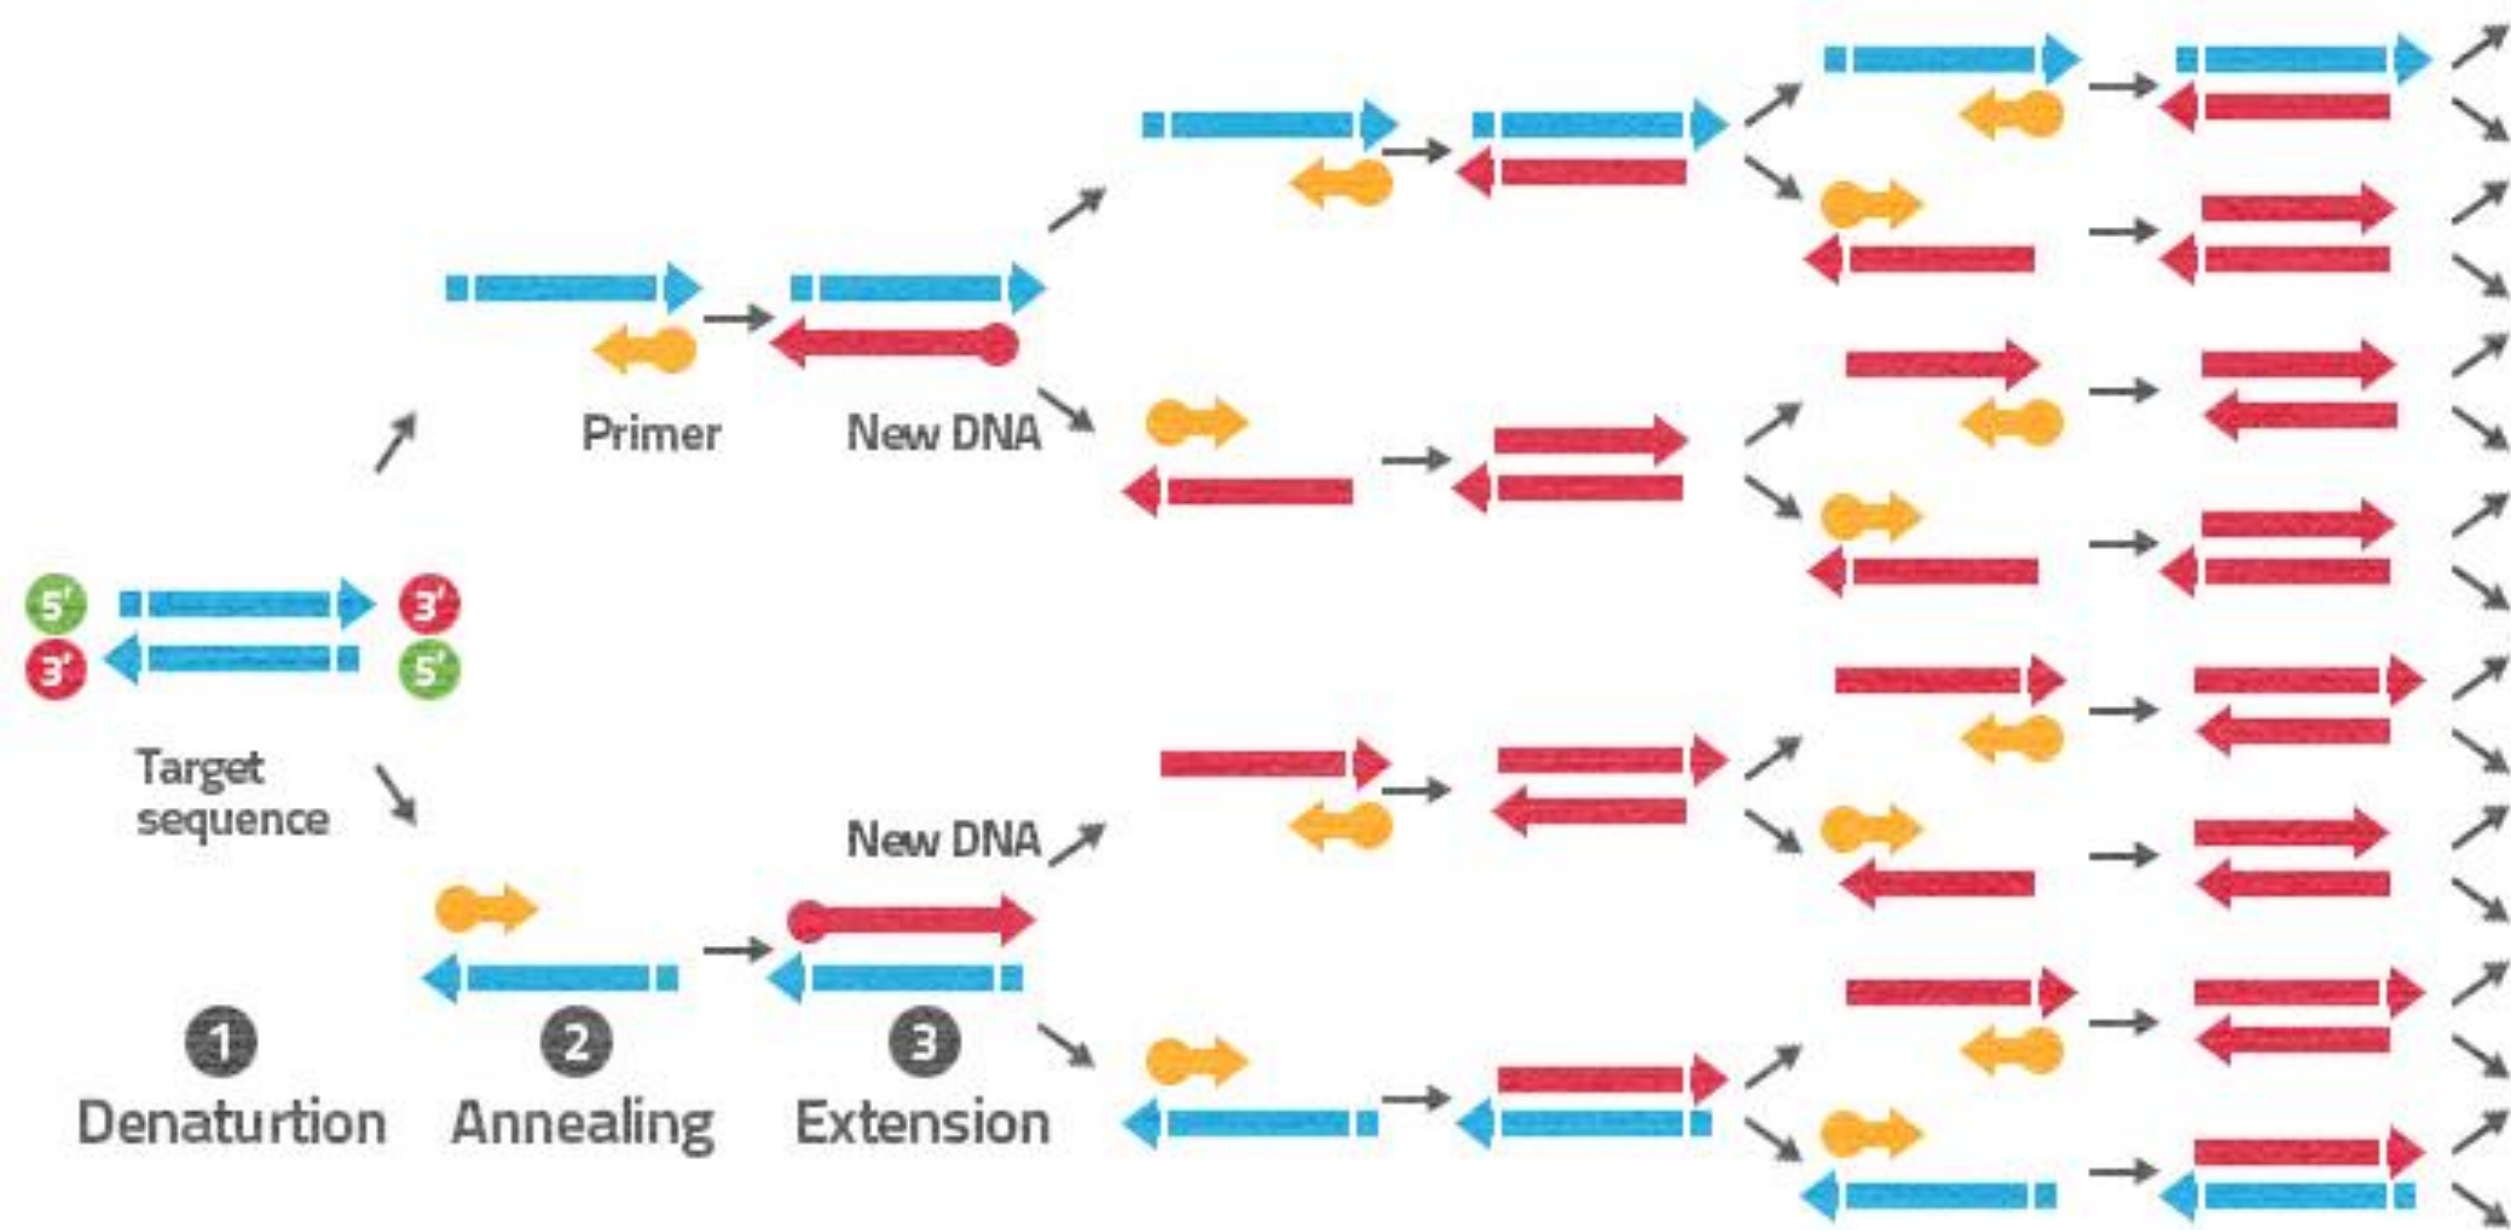 Primer
New DNA
5' 3'
3' 5'
Target
sequence
New DNA
1 2 3
Denaturtion Annealing Extension